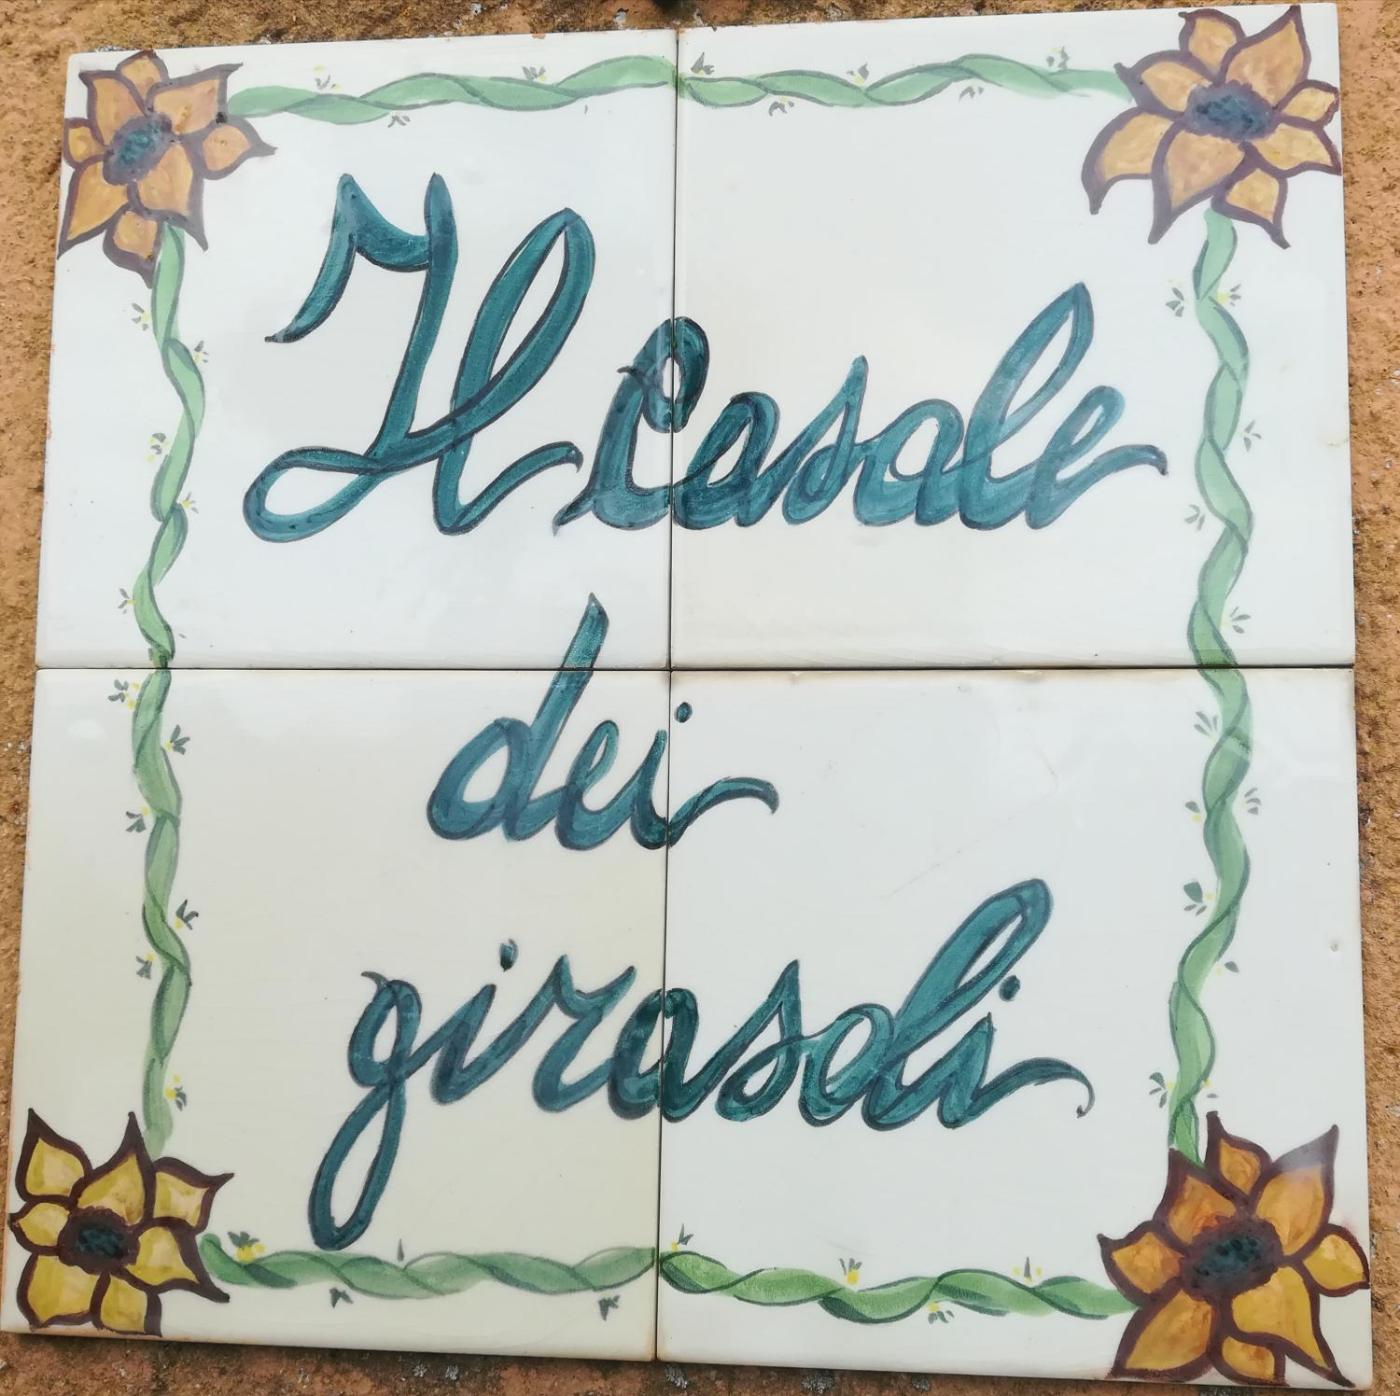 Il Casale
dei
girasoli